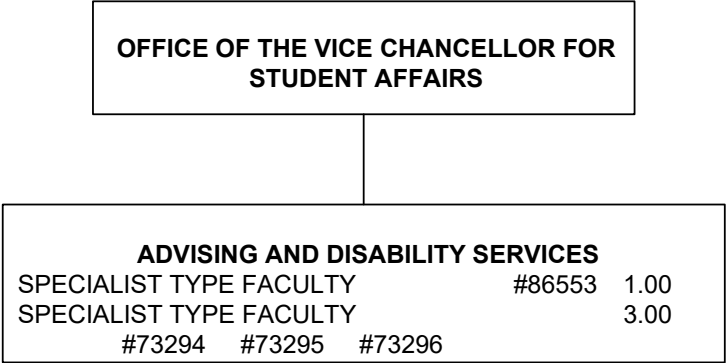 OFFICE OF THE VICE CHANCELLOR FOR
STUDENT AFFAIRS
ADVISING AND DISABILITY SERVICES
SPECIALIST TYPE FACULTY #86553 1.00
SPECIALIST TYPE FACULTY 3.00
#73294 #73295 #73296